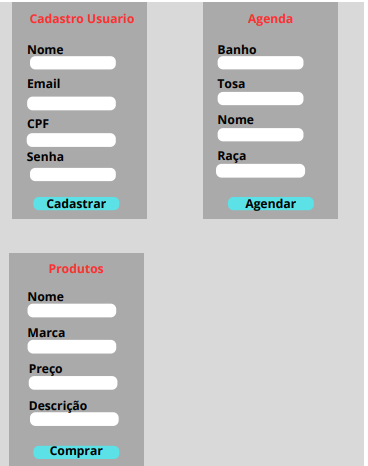 Cadastro Usuario
Nome
Email
CPF
Senha
Cadastrar
Agenda
Banho
Tosa
Nome
Raça
Agendar
Produtos
Nome
Marca
Preço
Descrição
Comprar